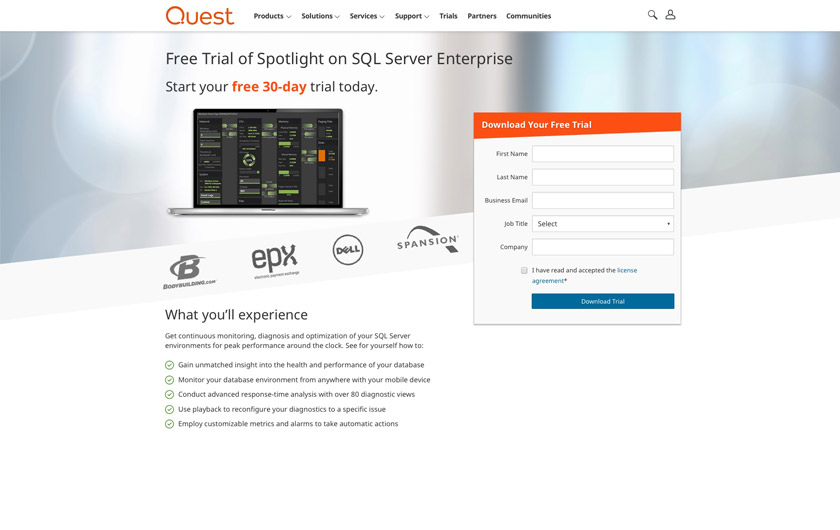 Quest
Products Solutions Services Support Trials Partners Communities
Free Trial of Spotlight on SQL Server Enterprise
Start your free 30-day trial today.
Download Your Free Trial
First Name
Last Name
Business Email
Job Title Select
Company
I have read and accepted the license
agreement*
Download Trial
BODYBUILDING.com
epx
electronic payment exchange
DELL
SPANSION
What you’ll experience
Get continuous monitoring, diagnosis and optimization of your SQL Server
environments for peak performance around the clock. See for yourself how to:
Gain unmatched insight into the health and performance of your database
Monitor your database environment from anywhere with your mobile device
Conduct advanced response-time analysis with over 80 diagnostic views
Use playback to reconfigure your diagnostics to a specific issue
Employ customizable metrics and alarms to take automatic actions